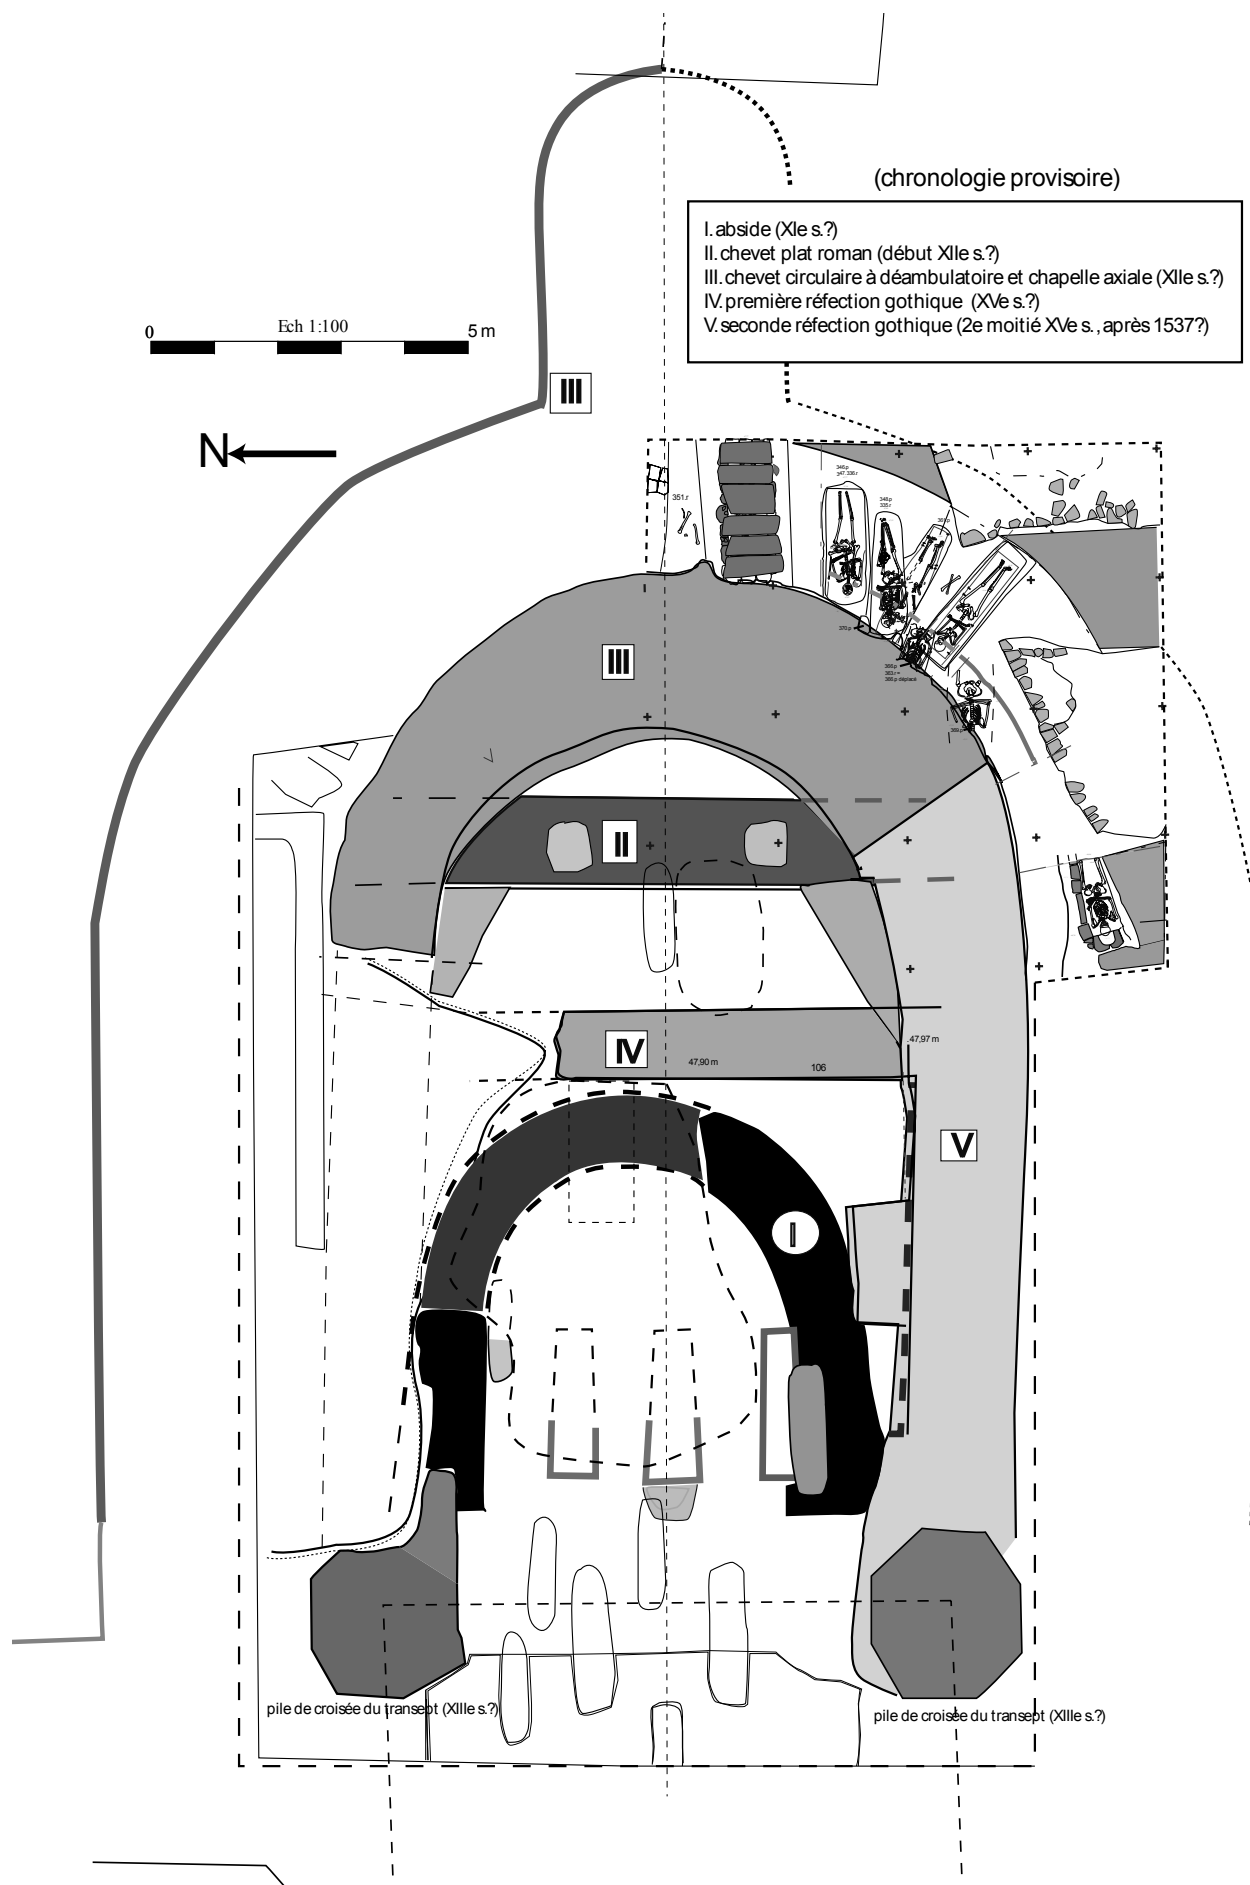 (chronologie provisoire)
I. abside (XIe s.?)
II. chevet plat roman (début XIIe s.?)
III. chevet circulaire à déambulatoire et chapelle axiale (XIIe s.?)
IV. première réfection gothique (XVe s.?)
V. seconde réfection gothique (2e moitié XVe s., après 1537?)
0 Ech 1:100 5 m
III
N
351.r
348.p
335.r
370.p
III
II
IV
47,90 m
106
47,97 m
V
I
pile de croisée du transept (XIIIe s.?)
pile de croisée du transept (XIIIe s.?)